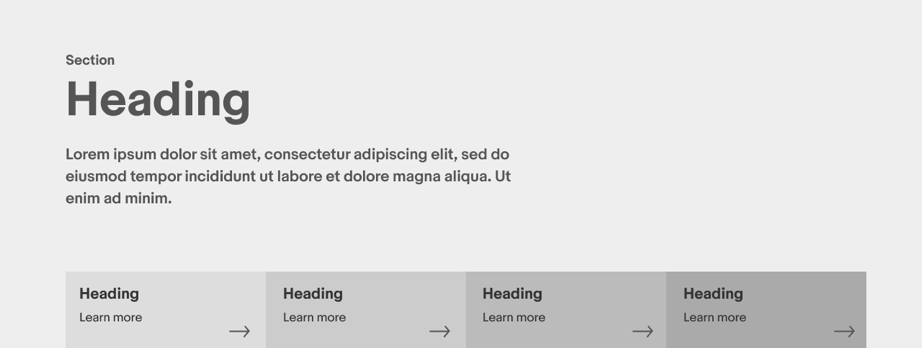 Section
Heading
Lorem ipsum dolor sit amet, consectetur adipiscing elit, sed do
eiusmod tempor incididunt ut labore et dolore magna aliqua. Ut
enim ad minim.
Heading
Learn more
Heading
Learn more
Heading
Learn more
Heading
Learn more